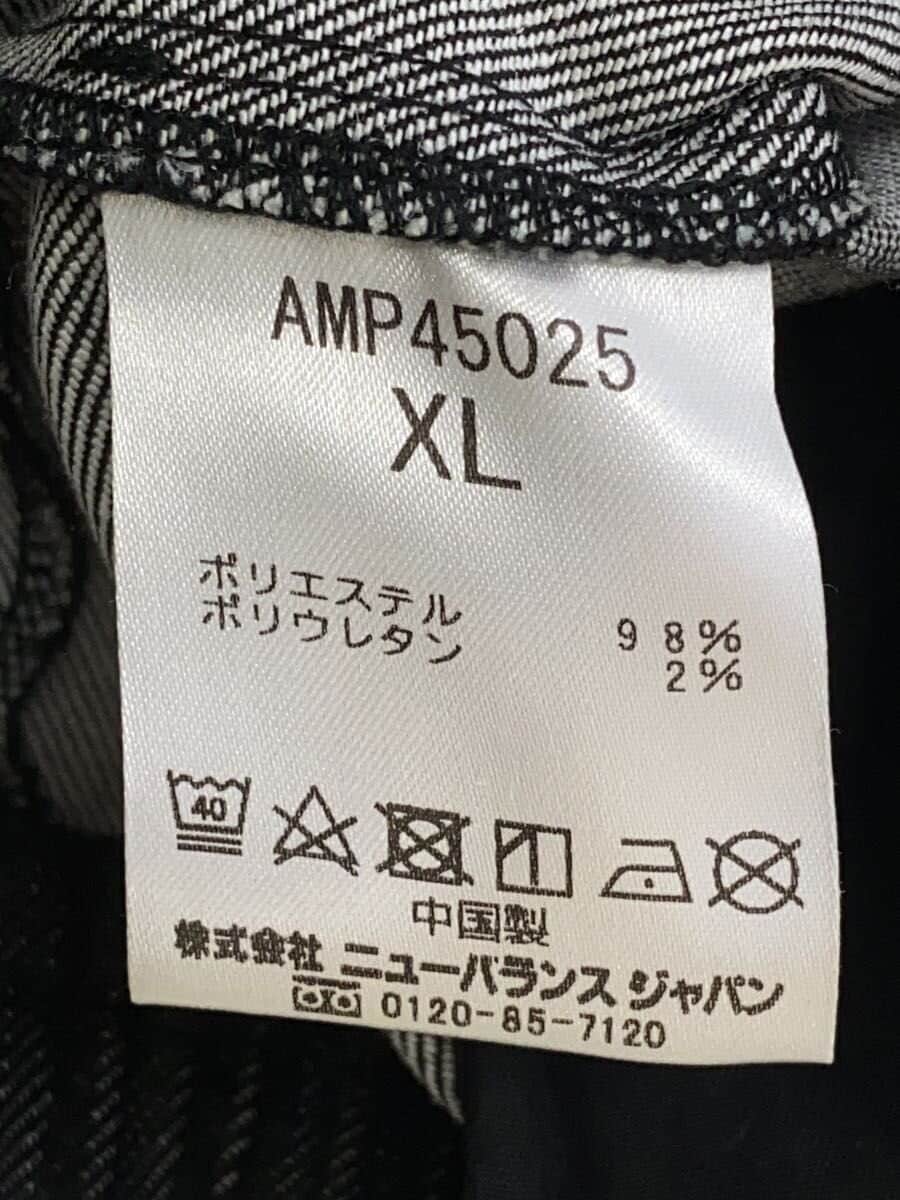 AMP45025
XL
ポリエステル 98%
ポリウレタン 2%
40
中国製
株式会社 ニューバランス ジャパン
0120-85-7120